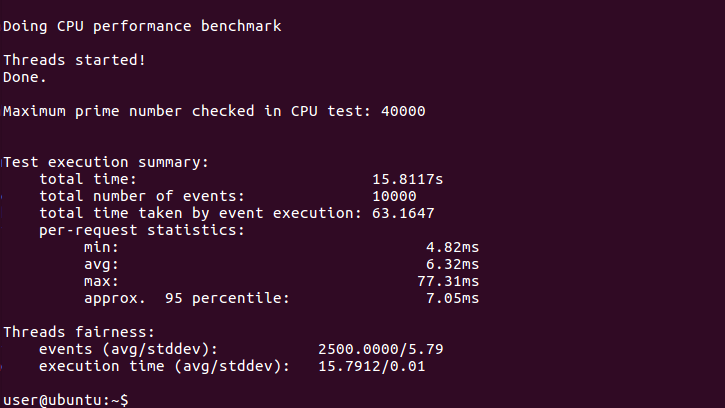 Doing CPU performance benchmark
Threads started!
Done.
Maximum prime number checked in CPU test: 40000
Test execution summary:
total time: 15.8117s
total number of events: 10000
total time taken by event execution: 63.1647
per-request statistics:
min: 4.82ms
avg: 6.32ms
max: 77.31ms
approx.  95 percentile: 7.05ms
Threads fairness:
events (avg/stddev): 2500.0000/5.79
execution time (avg/stddev): 15.7912/0.01
user@ubuntu:~$